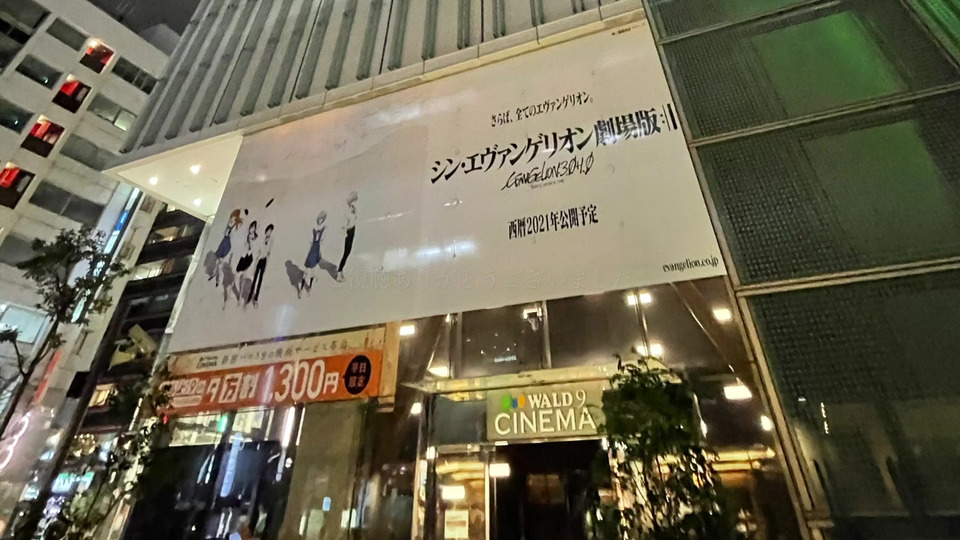 さらば、全てのエヴァンゲリオン。
シン・エヴァンゲリオン劇場版:||
EVANGELION:3.0+1.0
西暦2021年公開予定
evangelion.co.jp
CINEMA
夕方割 1,300円 平日限定
WALD 9
CINEMA